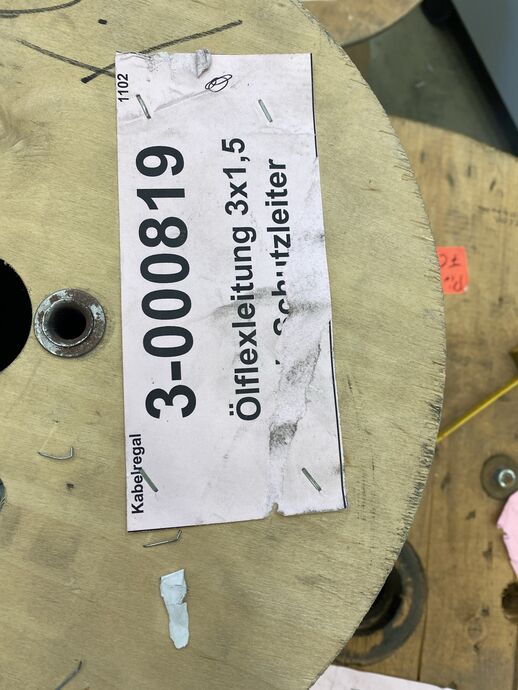 Kabelregal 1102
3-000819
Ölflexleitung 3x1,5
Schutzleiter